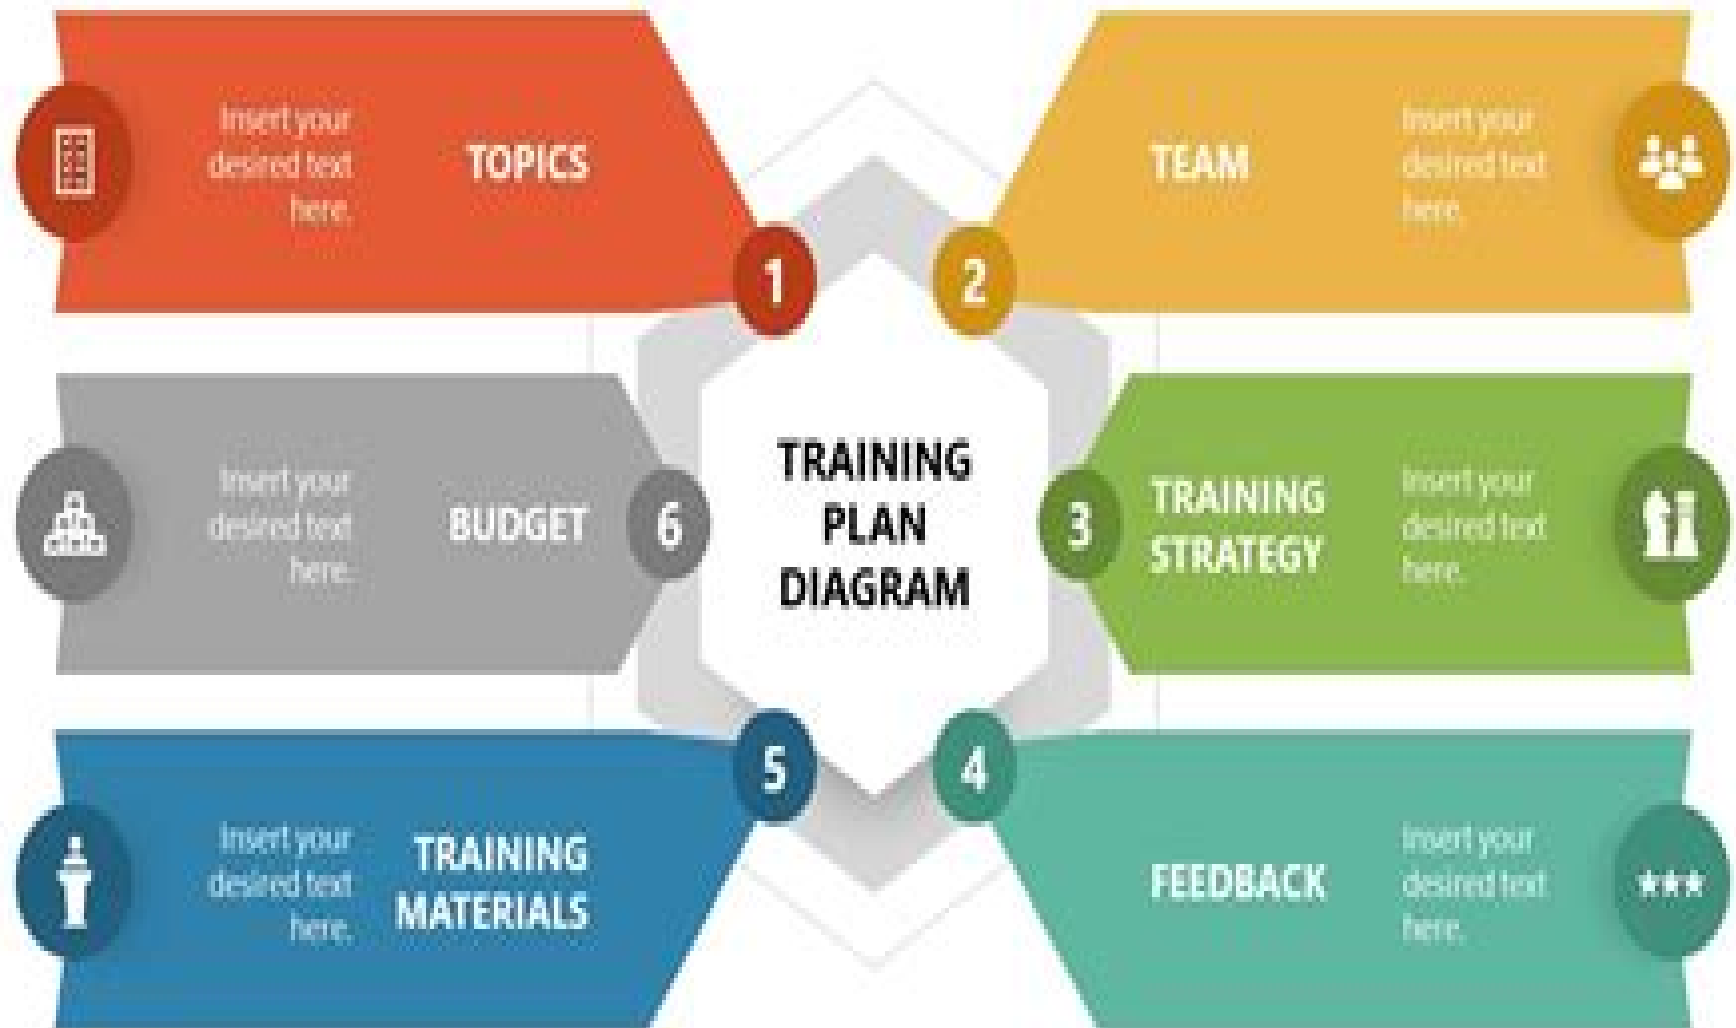 Insert your
desired text
here.
TOPICS
1
2
TEAM
Insert your
desired text
here.
TRAINING
PLAN
DIAGRAM
3
TRAINING
STRATEGY
Insert your
desired text
here.
4
FEEDBACK
Insert your
desired text
here.
5
TRAINING
MATERIALS
Insert your
desired text
here.
6
BUDGET
Insert your
desired text
here.